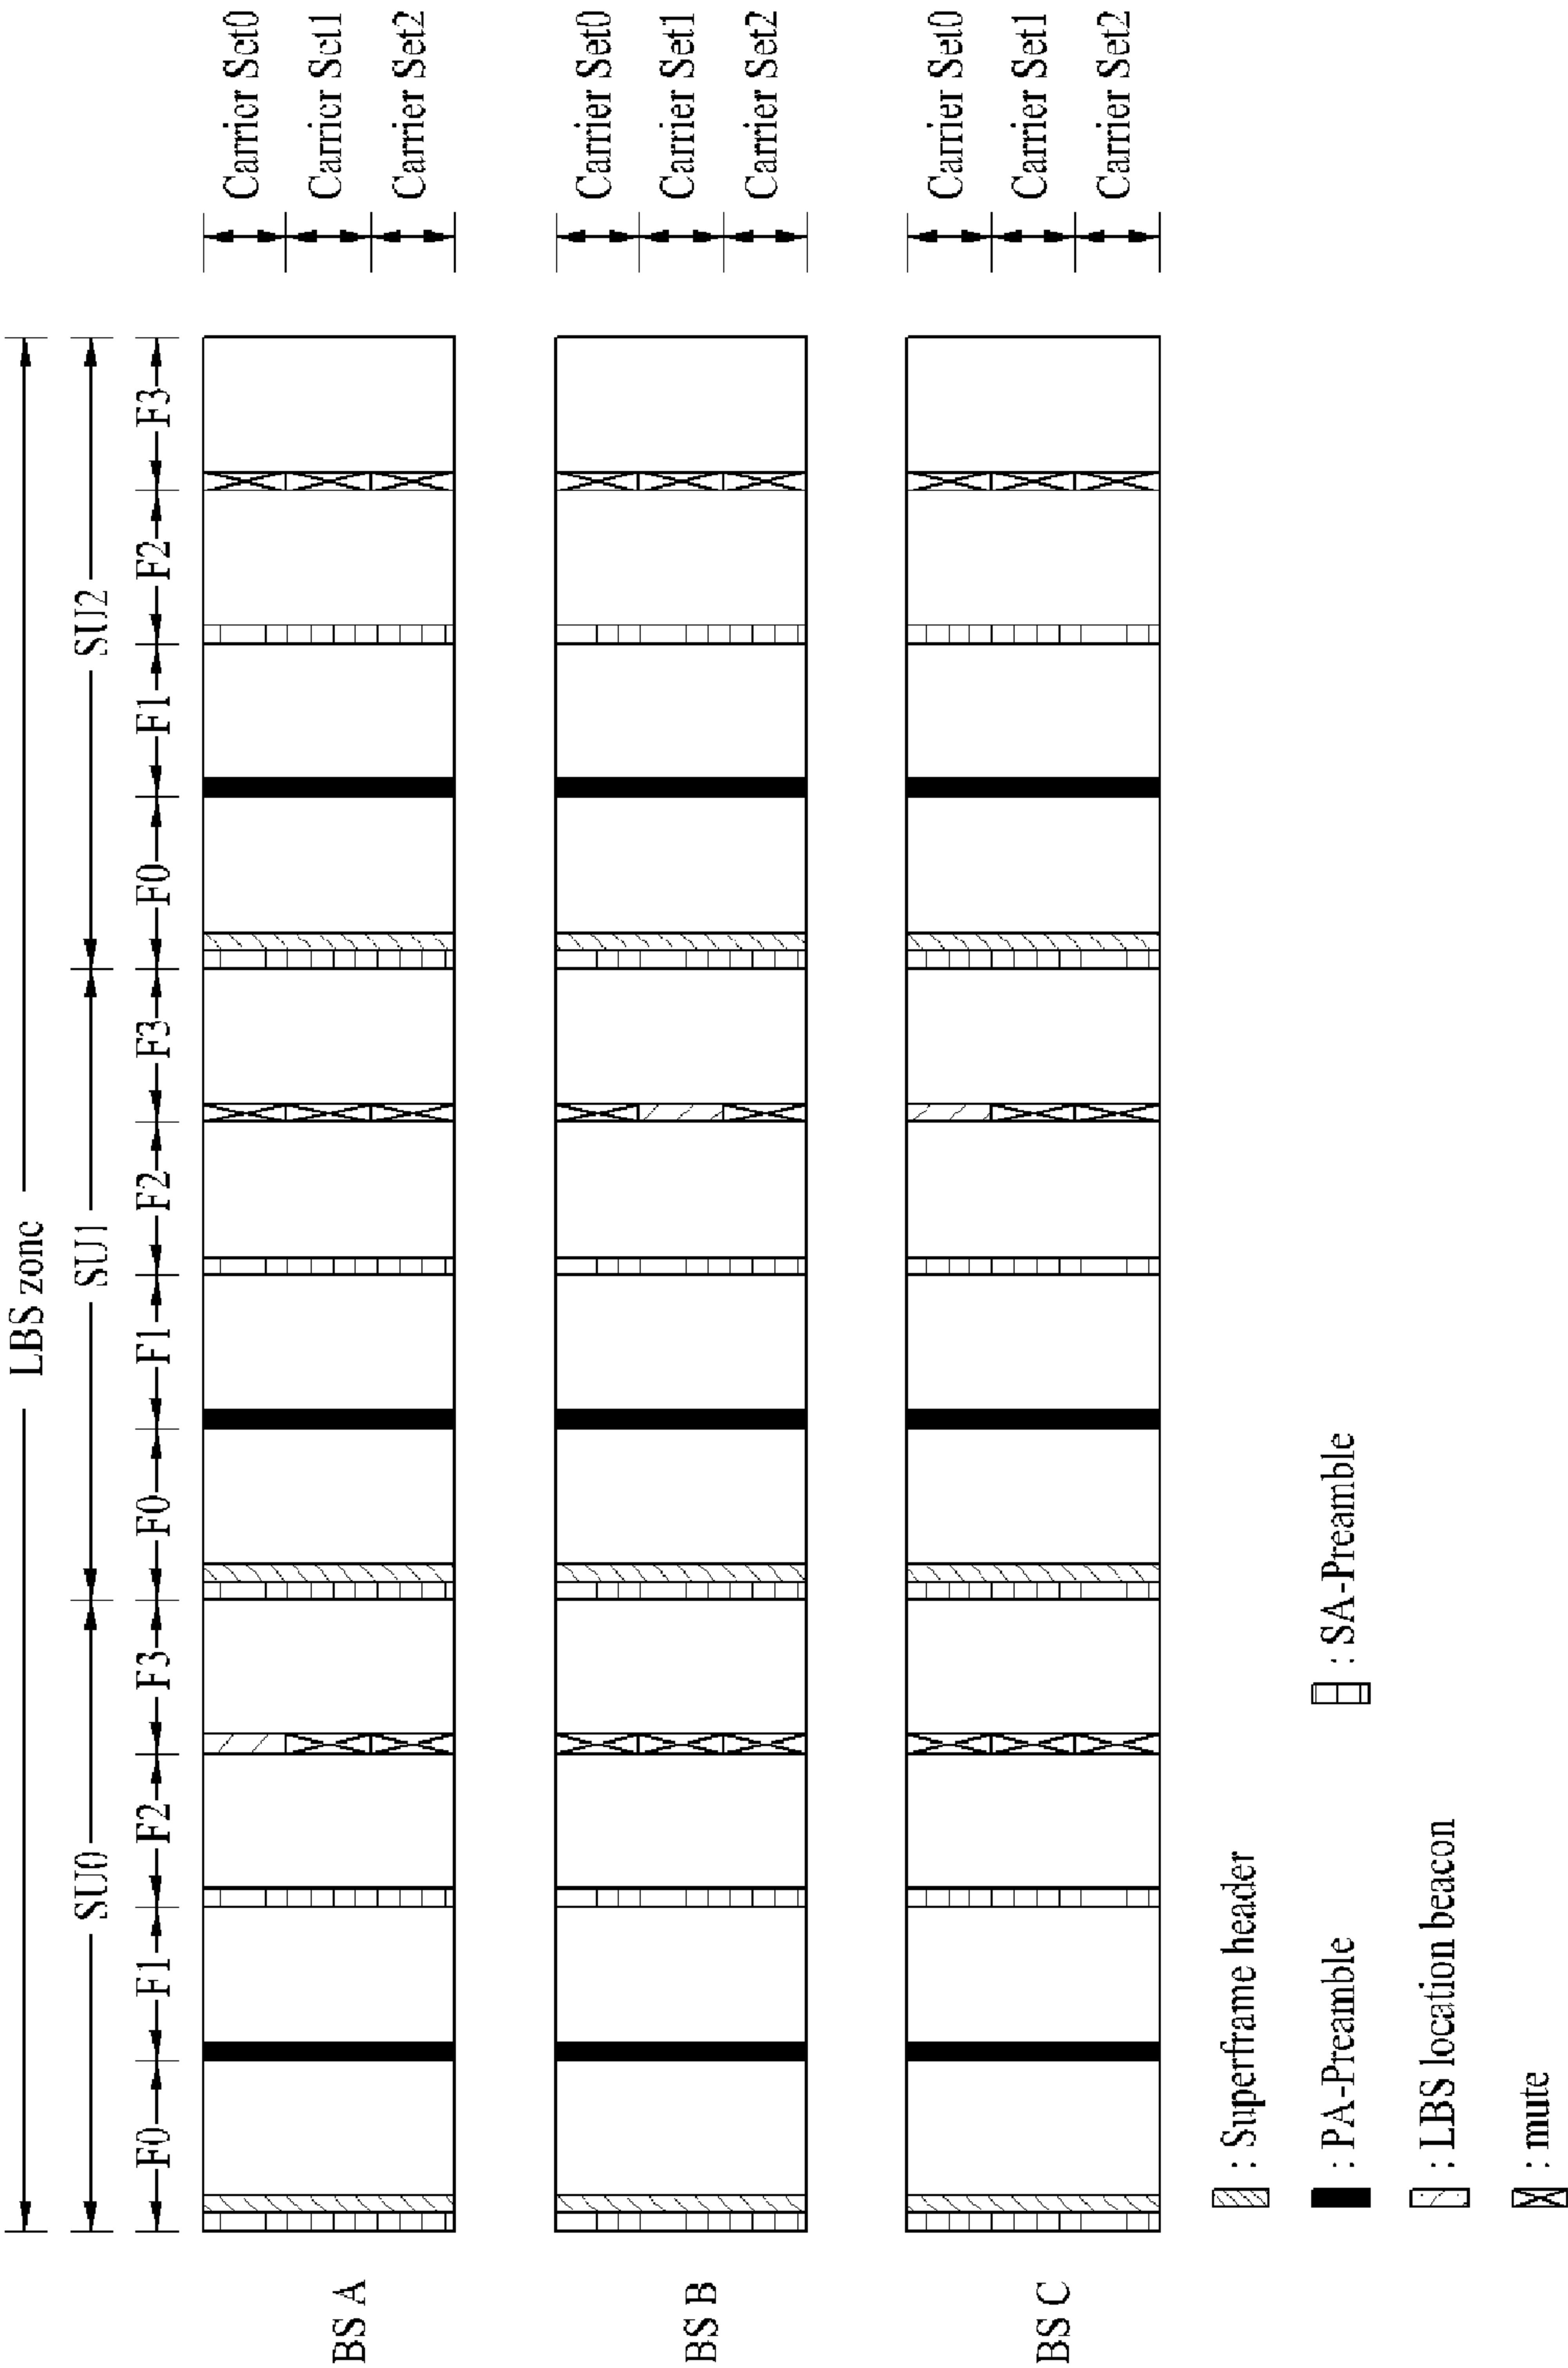 LBS zone
SU0 SU1 SU2
F0 F1 F2 F3 F0 F1 F2 F3 F0 F1 F2 F3
BS A
Carrier Set0
Carrier Set1
Carrier Set2
BS B
Carrier Set0
Carrier Set1
Carrier Set2
BS C
Carrier Set0
Carrier Set1
Carrier Set2
: Superframe header
: PA-Preamble : SA-Preamble
: LBS location beacon
: mute